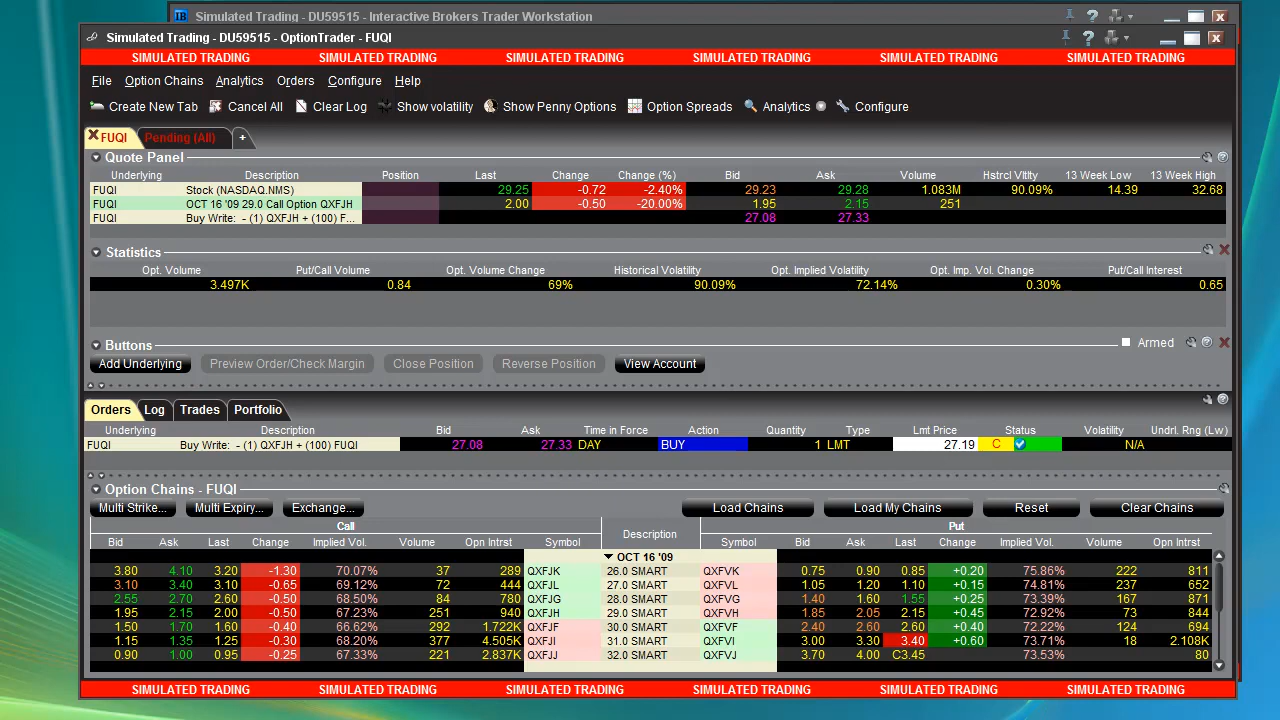 Simulated Trading - DU59515 - Interactive Brokers Trader Workstation
Simulated Trading - DU59515 - OptionTrader - FUQI
SIMULATED TRADING SIMULATED TRADING SIMULATED TRADING SIMULATED TRADING SIMULATED TRADING SIMULATED TRADING
File Option Chains Analytics Orders Configure Help
Create New Tab Cancel All Clear Log Show volatility Show Penny Options Option Spreads Analytics Configure
FUQI Pending (All) +
Quote Panel
Underlying Description Position Last Change Change (%) Bid Ask Volume Hstrcl Vltlty 13 Week Low 13 Week High
FUQI Stock (NASDAQ.NMS) 29.25 -0.72 -2.40% 29.23 29.28 1.083M 90.09% 14.39 32.68
FUQI OCT 16 '09 29.0 Call Option QXFJH 2.00 -0.50 -20.00% 1.95 2.15 251
FUQI Buy Write: - (1) QXFJH + (100) F... 27.08 27.33
Statistics
Opt. Volume Put/Call Volume Opt. Volume Change Historical Volatility Opt. Implied Volatility Opt. Imp. Vol. Change Put/Call Interest
3.497K 0.84 69% 90.09% 72.14% 0.30% 0.65
Buttons Armed
Add Underlying Preview Order/Check Margin Close Position Reverse Position View Account
Orders Log Trades Portfolio
Underlying Description Bid Ask Time in Force Action Quantity Type Lmt Price Status Volatility Undrl. Rng (Lw)
FUQI Buy Write: - (1) QXFJH + (100) FUQI 27.08 27.33 DAY BUY 1 LMT 27.19 C N/A
Option Chains - FUQI
Multi Strike... Multi Expiry... Exchange... Load Chains Load My Chains Reset Clear Chains
Call Description Put
Bid Ask Last Change Implied Vol. Volume Opn Intrst Symbol Symbol Bid Ask Last Change Implied Vol. Volume Opn Intrst
OCT 16 '09
3.80 4.10 3.20 -1.30 70.07% 37 289 QXFJK 26.0 SMART QXFVK 0.75 0.90 0.85 +0.20 75.86% 222 811
3.10 3.40 3.10 -0.65 69.12% 72 444 QXFJL 27.0 SMART QXFVL 1.05 1.20 1.10 +0.15 74.81% 237 652
2.55 2.70 2.60 -0.50 68.50% 84 780 QXFJG 28.0 SMART QXFVG 1.40 1.60 1.55 +0.25 73.39% 167 871
1.95 2.15 2.00 -0.50 67.23% 251 940 QXFJH 29.0 SMART QXFVH 1.85 2.05 2.15 +0.45 72.92% 73 844
1.50 1.70 1.60 -0.40 66.62% 292 1.722K QXFJF 30.0 SMART QXFVF 2.40 2.60 2.60 +0.40 72.22% 124 694
1.15 1.35 1.25 -0.30 68.20% 377 4.505K QXFJI 31.0 SMART QXFVI 3.00 3.30 3.40 +0.60 73.71% 18 2.108K
0.90 1.00 0.95 -0.25 67.33% 221 2.837K QXFJJ 32.0 SMART QXFVJ 3.70 4.00 C3.45 73.53% 80
SIMULATED TRADING SIMULATED TRADING SIMULATED TRADING SIMULATED TRADING SIMULATED TRADING SIMULATED TRADING